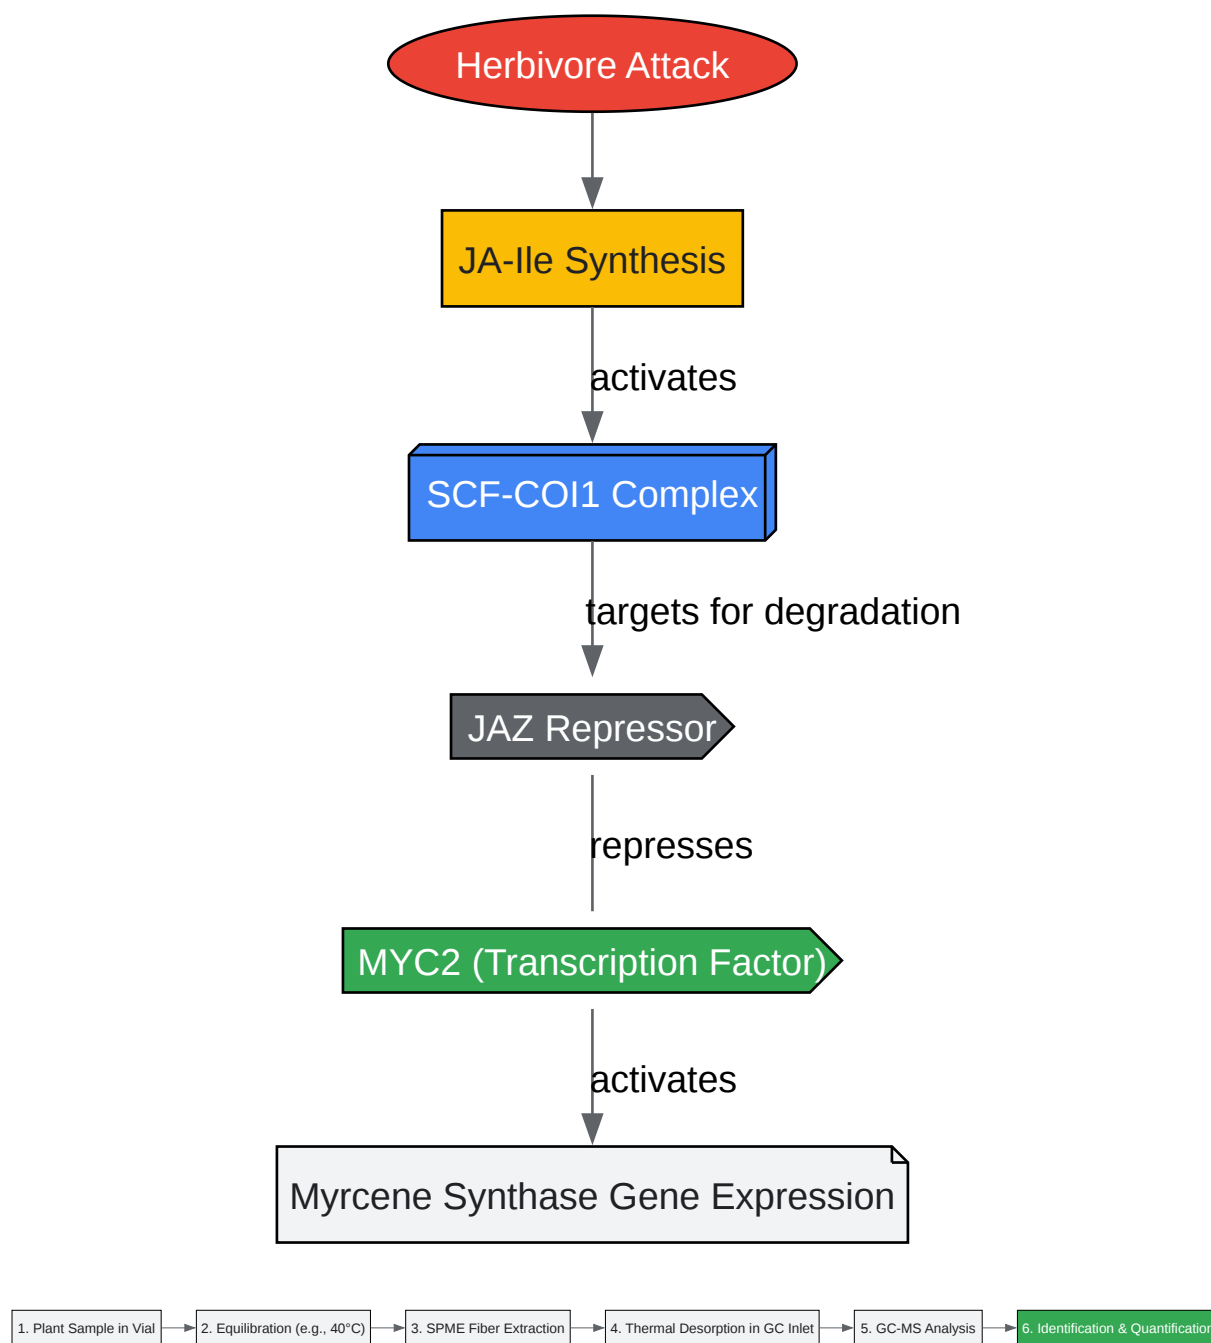 Herbivore Attack
JA-Ile Synthesis
activates
SCF-COI1 Complex
targets for degradation
JAZ Repressor
represses
MYC2 (Transcription Factor)
activates
Myrcene Synthase Gene Expression
1. Plant Sample in Vial
2. Equilibration (e.g., 40°C)
3. SPME Fiber Extraction
4. Thermal Desorption in GC Inlet
5. GC-MS Analysis
6. Identification & Quantification